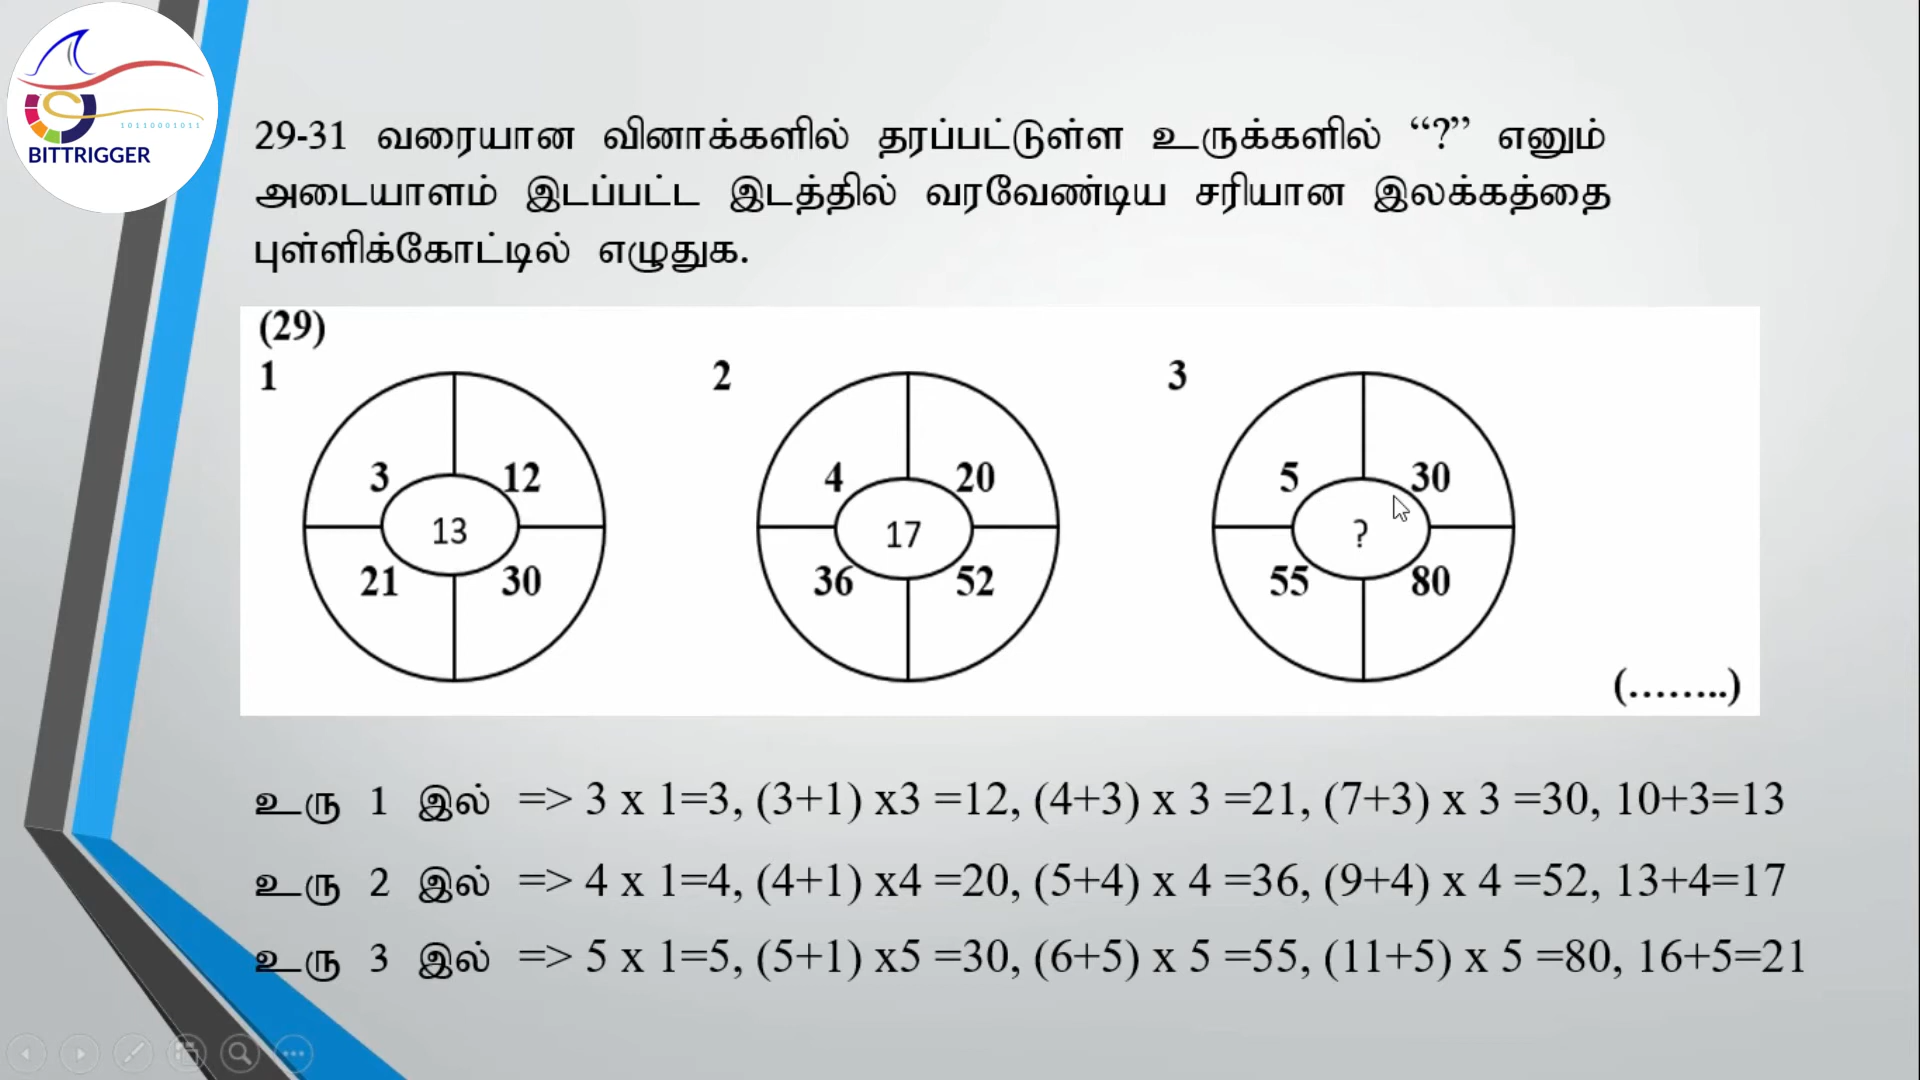 10110001011
BITTRIGGER
29-31 வரையான வினாக்களில் தரப்பட்டுள்ள உருக்களில் “?” எனும்
அடையாளம் இடப்பட்ட இடத்தில் வரவேண்டிய சரியான இலக்கத்தை
புள்ளிக்கோட்டில் எழுதுக.
(29)
1 2 3
3 12 4 20 5 30
13 17 ?
21 30 36 52 55 80
(........)
உரு 1 இல் => 3 x 1=3, (3+1) x3 =12, (4+3) x 3 =21, (7+3) x 3 =30, 10+3=13
உரு 2 இல் => 4 x 1=4, (4+1) x4 =20, (5+4) x 4 =36, (9+4) x 4 =52, 13+4=17
உரு 3 இல் => 5 x 1=5, (5+1) x5 =30, (6+5) x 5 =55, (11+5) x 5 =80, 16+5=21